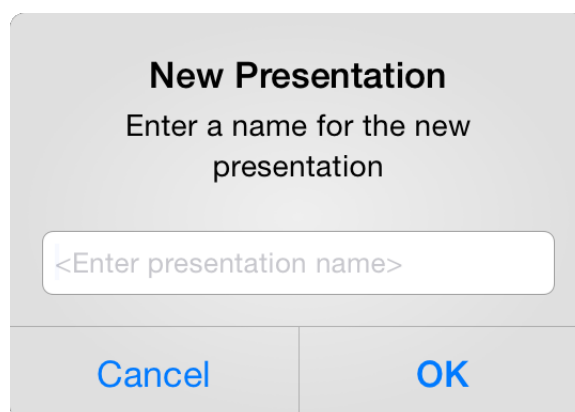 New Presentation
Enter a name for the new
presentation
<Enter presentation name>
Cancel
OK